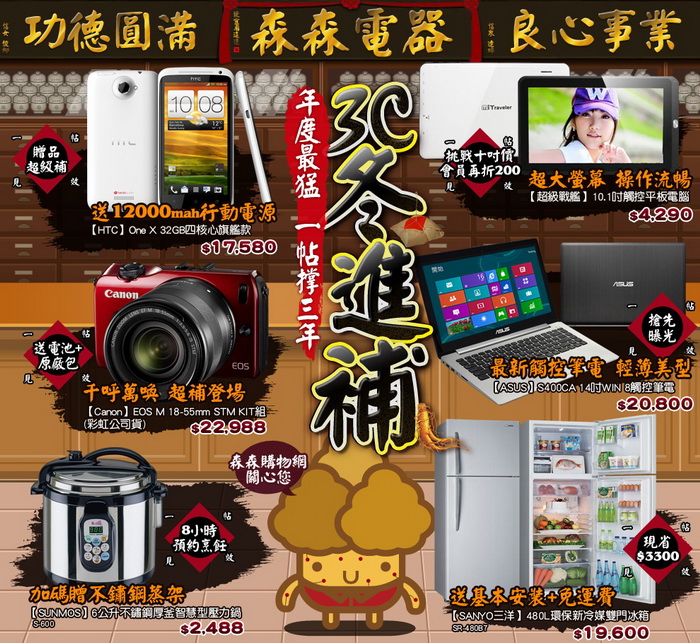 功德圓滿
森森電器
良心事業
3C冬進補
年度最猛 一帖撐三年
一帖見效
贈品
超級補
hTC
10:08
送12000mah行動電源
【HTC】One X 32GB四核心旗艦款
$17,580
Traveler
一帖見效
挑戰十吋價
會員再折200
超大螢幕 操作流暢
【超級戰艦】10.1吋觸控平板電腦
$4,290
Canon
EOS
一帖見效
送電池+
原廠包
千呼萬喚 超補登場
【Canon】EOS M 18-55mm STM KIT組
(彩虹公司貨)
$22,988
開始
ASUS
ASUS
一帖見效
搶先
曝光
最新觸控筆電 輕薄美型
【ASUS】S400CA 14吋WIN 8觸控筆電
$20,800
森森購物網
關心您
一帖見效
8小時
預約烹飪
加碼贈不鏽鋼蒸架
【SUNMOS】6公升不鏽鋼厚釜智慧型壓力鍋
S-600
$2,488
一帖見效
現省
$3300
送基本安裝+免運費
【SANYO三洋】480L環保新冷媒雙門冰箱
SR-480B7
$19,600